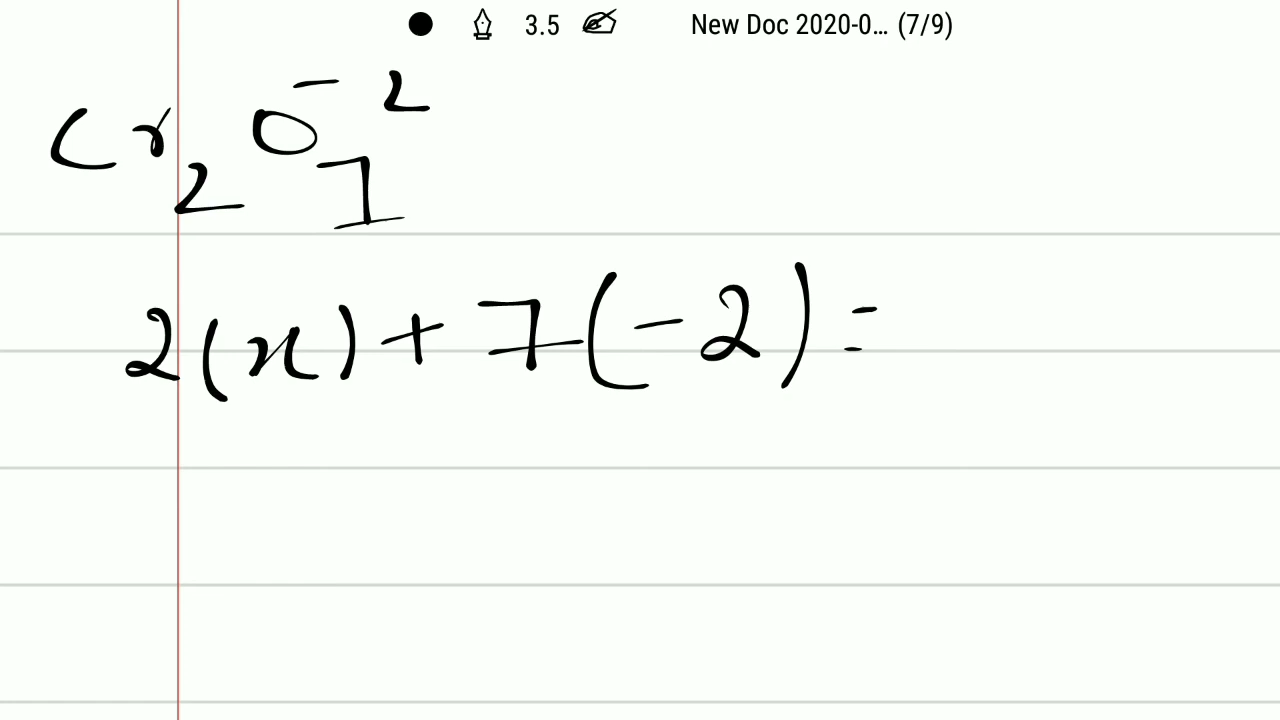 3.5 New Doc 2020-0... (7/9)
Cr₂O₇⁻²
2(x)+7(-2)=